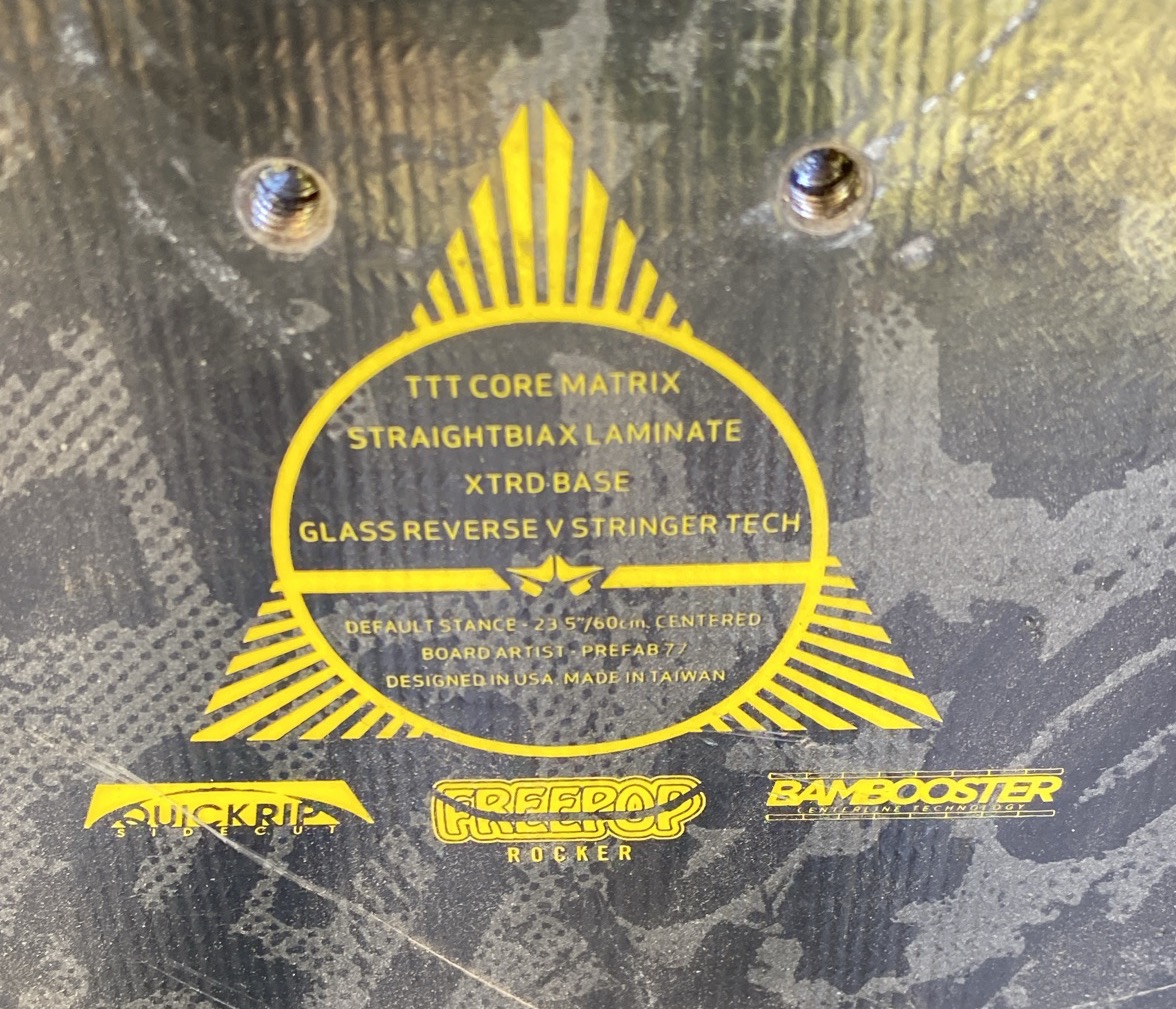 TTT CORE MATRIX
STRAIGHTBIAX LAMINATE
XTRD BASE
GLASS REVERSE V STRINGER TECH
DEFAULT STANCE - 23.5"/60cm, CENTERED
BOARD ARTIST - PREFAB 77
DESIGNED IN USA. MADE IN TAIWAN
QUICKRIP
SIDECUT
FREEPOP
ROCKER
BAMBOOSTER
CENTERLINE TECHNOLOGY